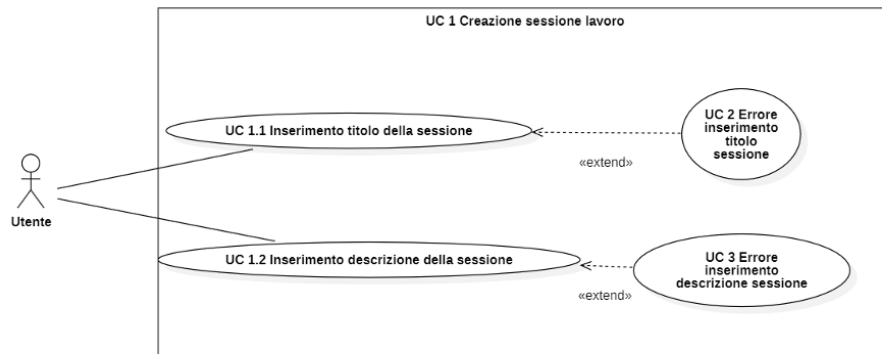 UC 1 Creazione sessione lavoro
UC 1.1 Inserimento titolo della sessione
UC 2 Errore
inserimento
titolo
sessione
«extend»
Utente
UC 1.2 Inserimento descrizione della sessione
UC 3 Errore
inserimento
descrizione sessione
«extend»